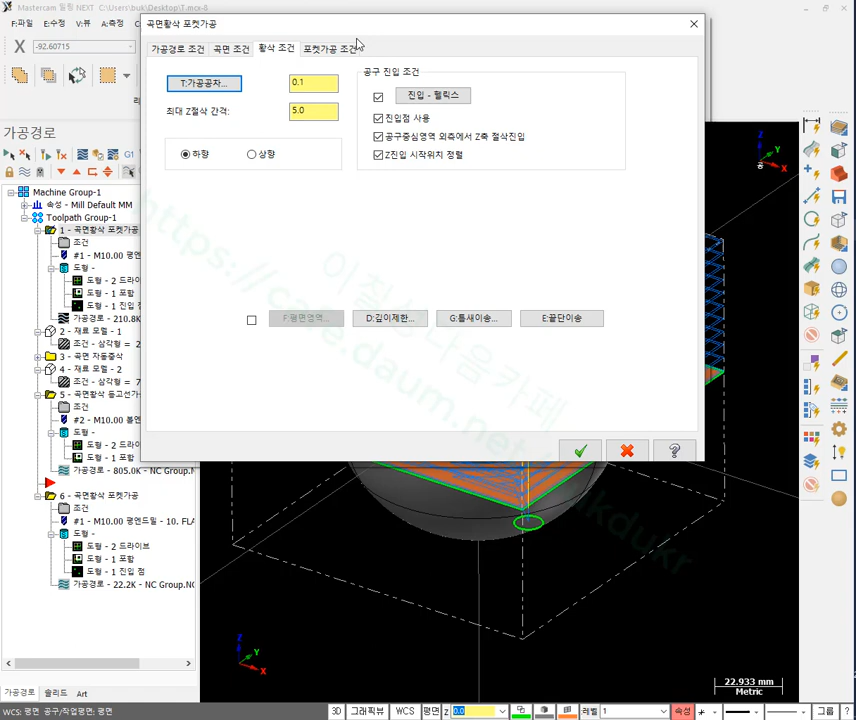 Mastercam 밀링 NEXT C:\Users\buk\Desktop\T.mcx-8
F:파일 E:수정 V:뷰 A:측정
X -92.60715
곡면황삭 포켓가공
가공경로 조건 곡면 조건 황삭 조건 포켓가공 조건
T:가공공차... 0.1
최대 Z절삭 간격: 5.0
하향 상향
공구 진입 조건
진입 - 헬릭스
진입점 사용
공구중심영역 외측에서 Z축 절삭진입
Z진입 시작위치 정렬
F:평면영역... D:깊이제한... G:틈새이송... E:끝단이송
가공경로
G1
Machine Group-1
속성 - Mill Default MM
Toolpath Group-1
1 - 곡면황삭 포켓가공
조건
#1 - M10.00 평엔
도형 -
도형 - 2 드라이
도형 - 1 포함
도형 - 1 진입 점
가공경로 - 210.8K
2 - 재료 모델 - 1
조건 - 삼각형 = 2
3 - 곡면 자동중삭
4 - 재료 모델 - 2
조건 - 삼각형 = 7
5 - 곡면황삭 등고선가
조건
#2 - M10.00 볼엔
도형 -
도형 - 2 드라이
도형 - 1 포함
가공경로 - 805.0K - NC Group.N
6 - 곡면황삭 포켓가공
조건
#1 - M10.00 평엔드밀 - 10. FLA
도형 -
도형 - 2 드라이브
도형 - 1 포함
도형 - 1 진입 점
가공경로 - 22.2K - NC Group.NC
Z
Y
X
Z
Y
X
22.933 mm
Metric
가공경로 솔리드 Art
WCS: 평면 공구/작업평면: 평면
3D 그래픽뷰 WCS 평면 Z 0.0 레벨 1 속성 그룹 ?